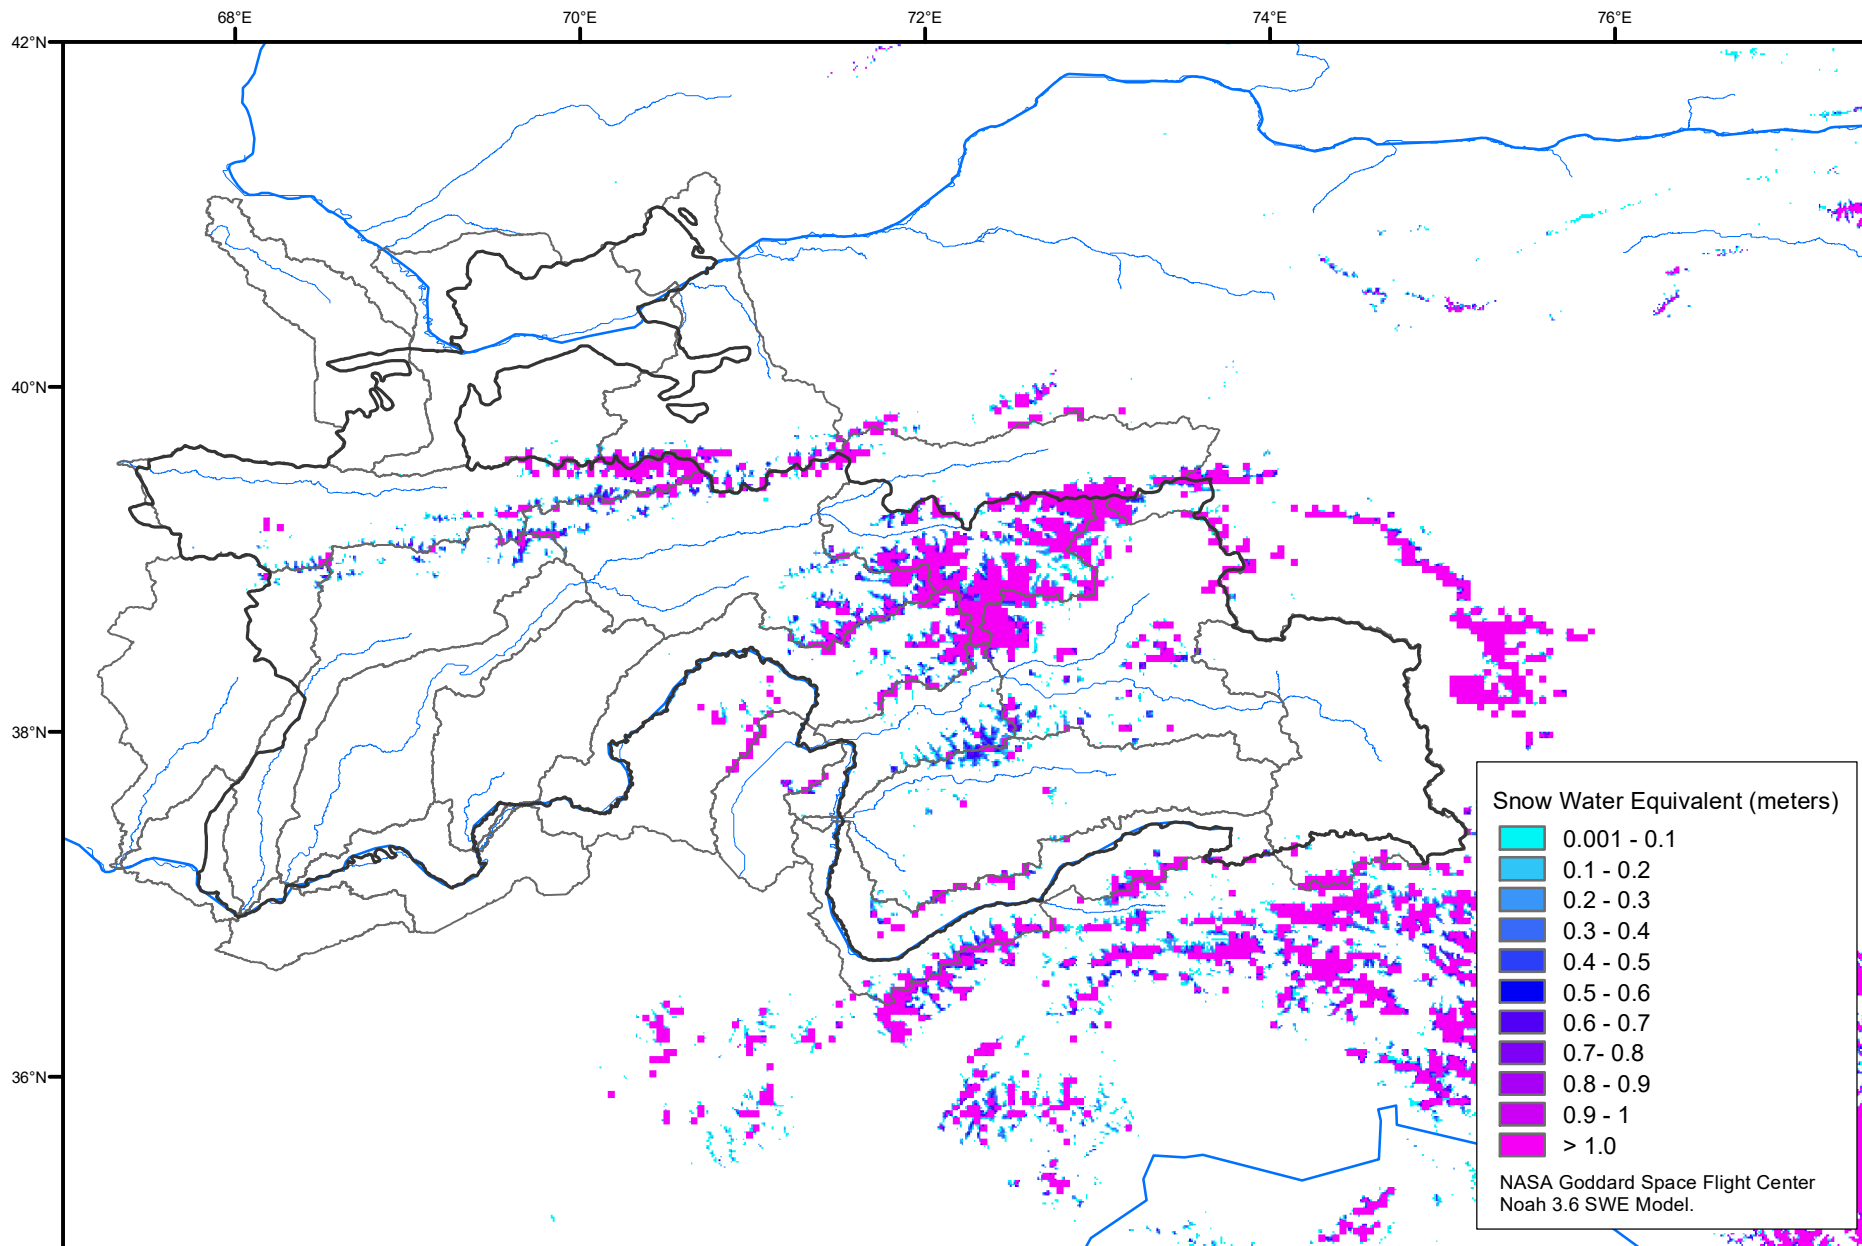 68°E 70°E 72°E 74°E 76°E
42°N
40°N
38°N
36°N
Snow Water Equivalent (meters)
0.001 - 0.1
0.1 - 0.2
0.2 - 0.3
0.3 - 0.4
0.4 - 0.5
0.5 - 0.6
0.6 - 0.7
0.7- 0.8
0.8 - 0.9
0.9 - 1
> 1.0
NASA Goddard Space Flight Center
Noah 3.6 SWE Model.